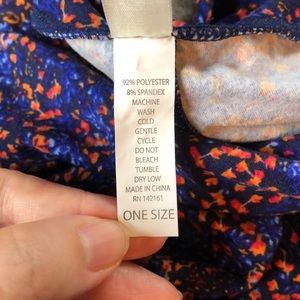 92% POLYESTER
8% SPANDEX
MACHINE
WASH
COLD
GENTLE
CYCLE
DO NOT
BLEACH
TUMBLE
DRY LOW
MADE IN CHINA
RN 142161
ONE SIZE